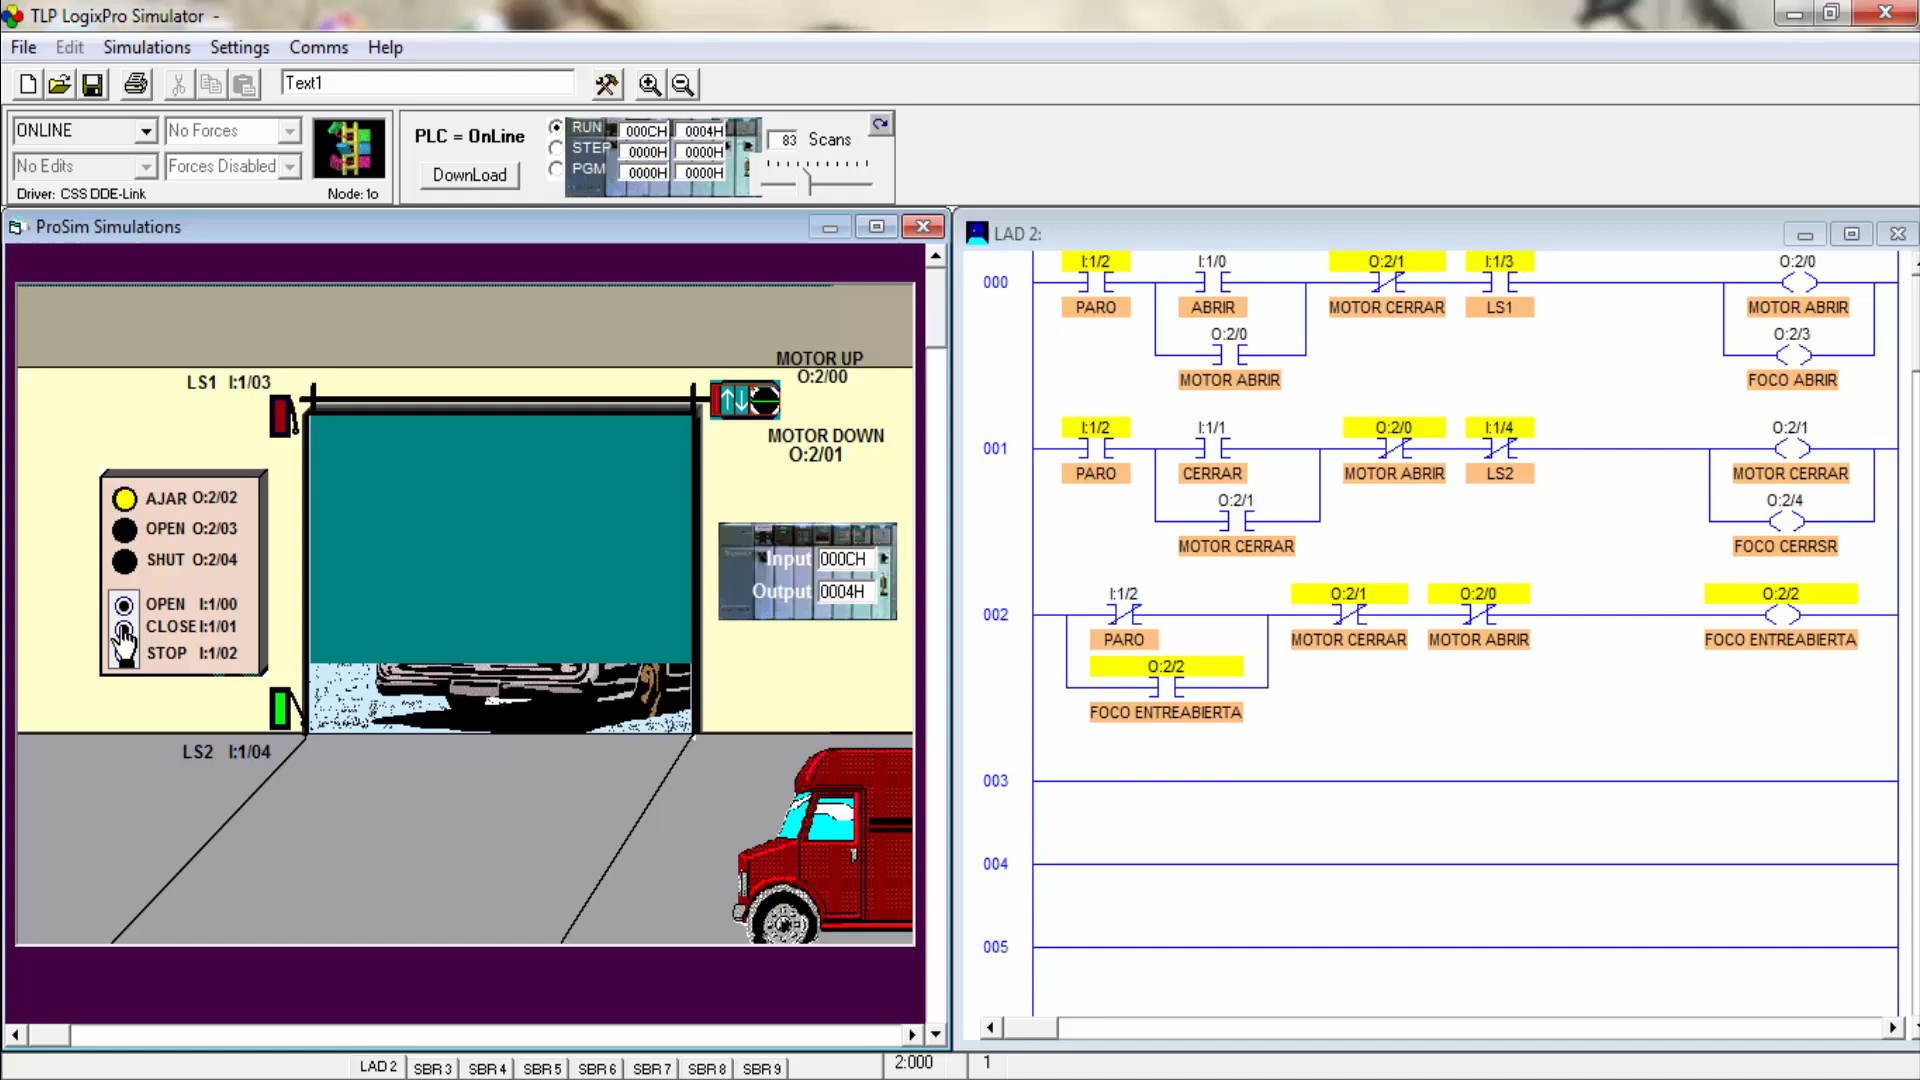 TLP LogixPro Simulator -
File Edit Simulations Settings Comms Help
Text1
ONLINE No Forces
No Edits Forces Disabled
Driver: CSS DDE-Link Node: 1o
PLC = OnLine
DownLoad
RUN 000CH 0004H
STEP 0000H 0000H
PGM 0000H 0000H
83 Scans
ProSim Simulations
MOTOR UP
O:2/00
LS1 I:1/03
MOTOR DOWN
O:2/01
AJAR O:2/02
OPEN O:2/03
SHUT O:2/04
OPEN I:1/00
CLOSE I:1/01
STOP I:1/02
Input 000CH
Output 0004H
LS2 I:1/04
LAD 2:
I:1/2 I:1/0 O:2/1 I:1/3 O:2/0
000
PARO ABRIR MOTOR CERRAR LS1 MOTOR ABRIR
O:2/0 O:2/3
MOTOR ABRIR FOCO ABRIR
I:1/2 I:1/1 O:2/0 I:1/4 O:2/1
001
PARO CERRAR MOTOR ABRIR LS2 MOTOR CERRAR
O:2/1 O:2/4
MOTOR CERRAR FOCO CERRSR
I:1/2 O:2/1 O:2/0 O:2/2
002
PARO MOTOR CERRAR MOTOR ABRIR FOCO ENTREABIERTA
O:2/2
FOCO ENTREABIERTA
003
004
005
LAD 2 SBR 3 SBR 4 SBR 5 SBR 6 SBR 7 SBR 8 SBR 9 2:000 1